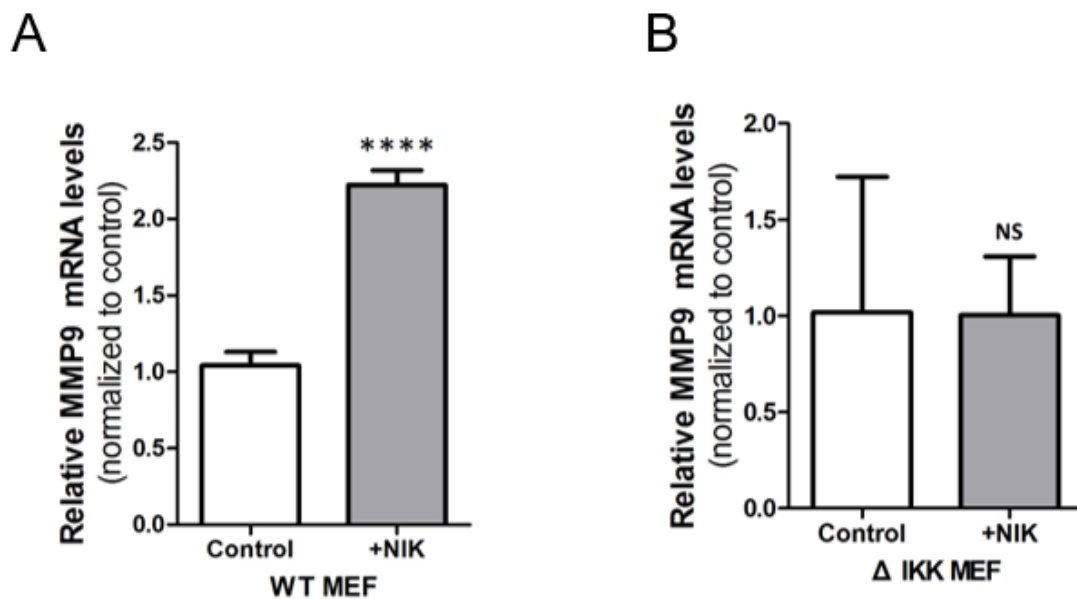 A
Relative MMP9 mRNA levels
(normalized to control)
2.5
2.0
1.5
1.0
0.5
0.0
****
Control
+NIK
WT MEF
B
Relative MMP9 mRNA levels
(normalized to control)
2.0
1.5
1.0
0.5
0.0
NS
Control
+NIK
Δ IKK MEF